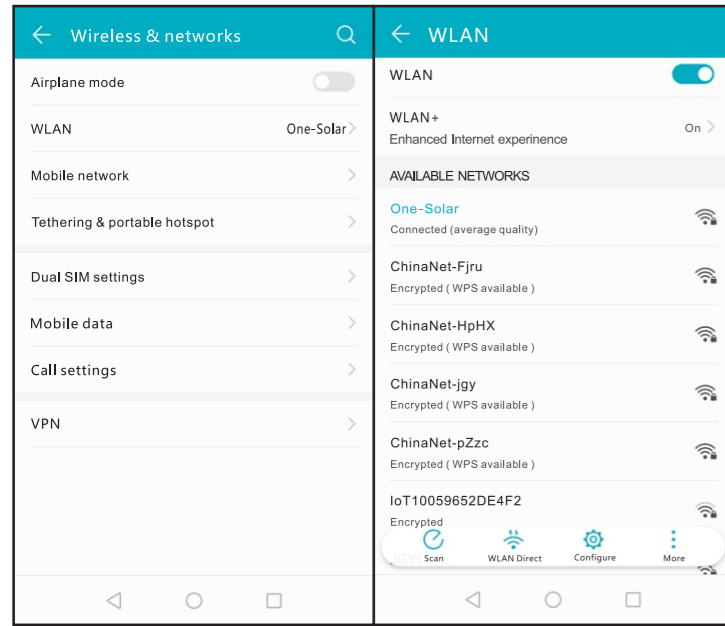 Wireless & networks
Airplane mode
WLAN One-Solar
Mobile network
Tethering & portable hotspot
Dual SIM settings
Mobile data
Call settings
VPN
WLAN
WLAN
WLAN+
Enhanced Internet experinence
On
AVAILABLE NETWORKS
One-Solar
Connected (average quality)
ChinaNet-Fjru
Encrypted ( WPS available )
ChinaNet-HpHX
Encrypted ( WPS available )
ChinaNet-jgy
Encrypted ( WPS available )
ChinaNet-pZzc
Encrypted ( WPS available )
IoT10059652DE4F2
Encrypted
Scan WLAN Direct Configure More